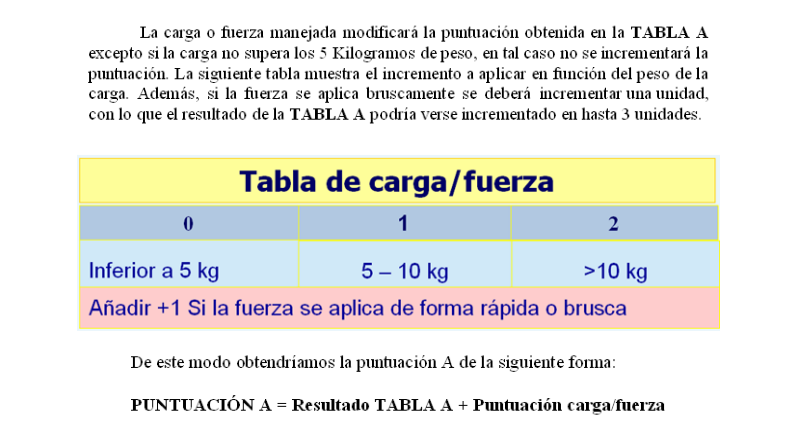 La carga o fuerza manejada modificará la puntuación obtenida en la TABLA A
excepto si la carga no supera los 5 Kilogramos de peso, en tal caso no se incrementará la
puntuación. La siguiente tabla muestra el incremento a aplicar en función del peso de la
carga. Además, si la fuerza se aplica bruscamente se deberá incrementar una unidad,
con lo que el resultado de la TABLA A podría verse incrementado en hasta 3 unidades.
Tabla de carga/fuerza
0 1 2
Inferior a 5 kg 5 – 10 kg >10 kg
Añadir +1 Si la fuerza se aplica de forma rápida o brusca
De este modo obtendríamos la puntuación A de la siguiente forma:
PUNTUACIÓN A = Resultado TABLA A + Puntuación carga/fuerza